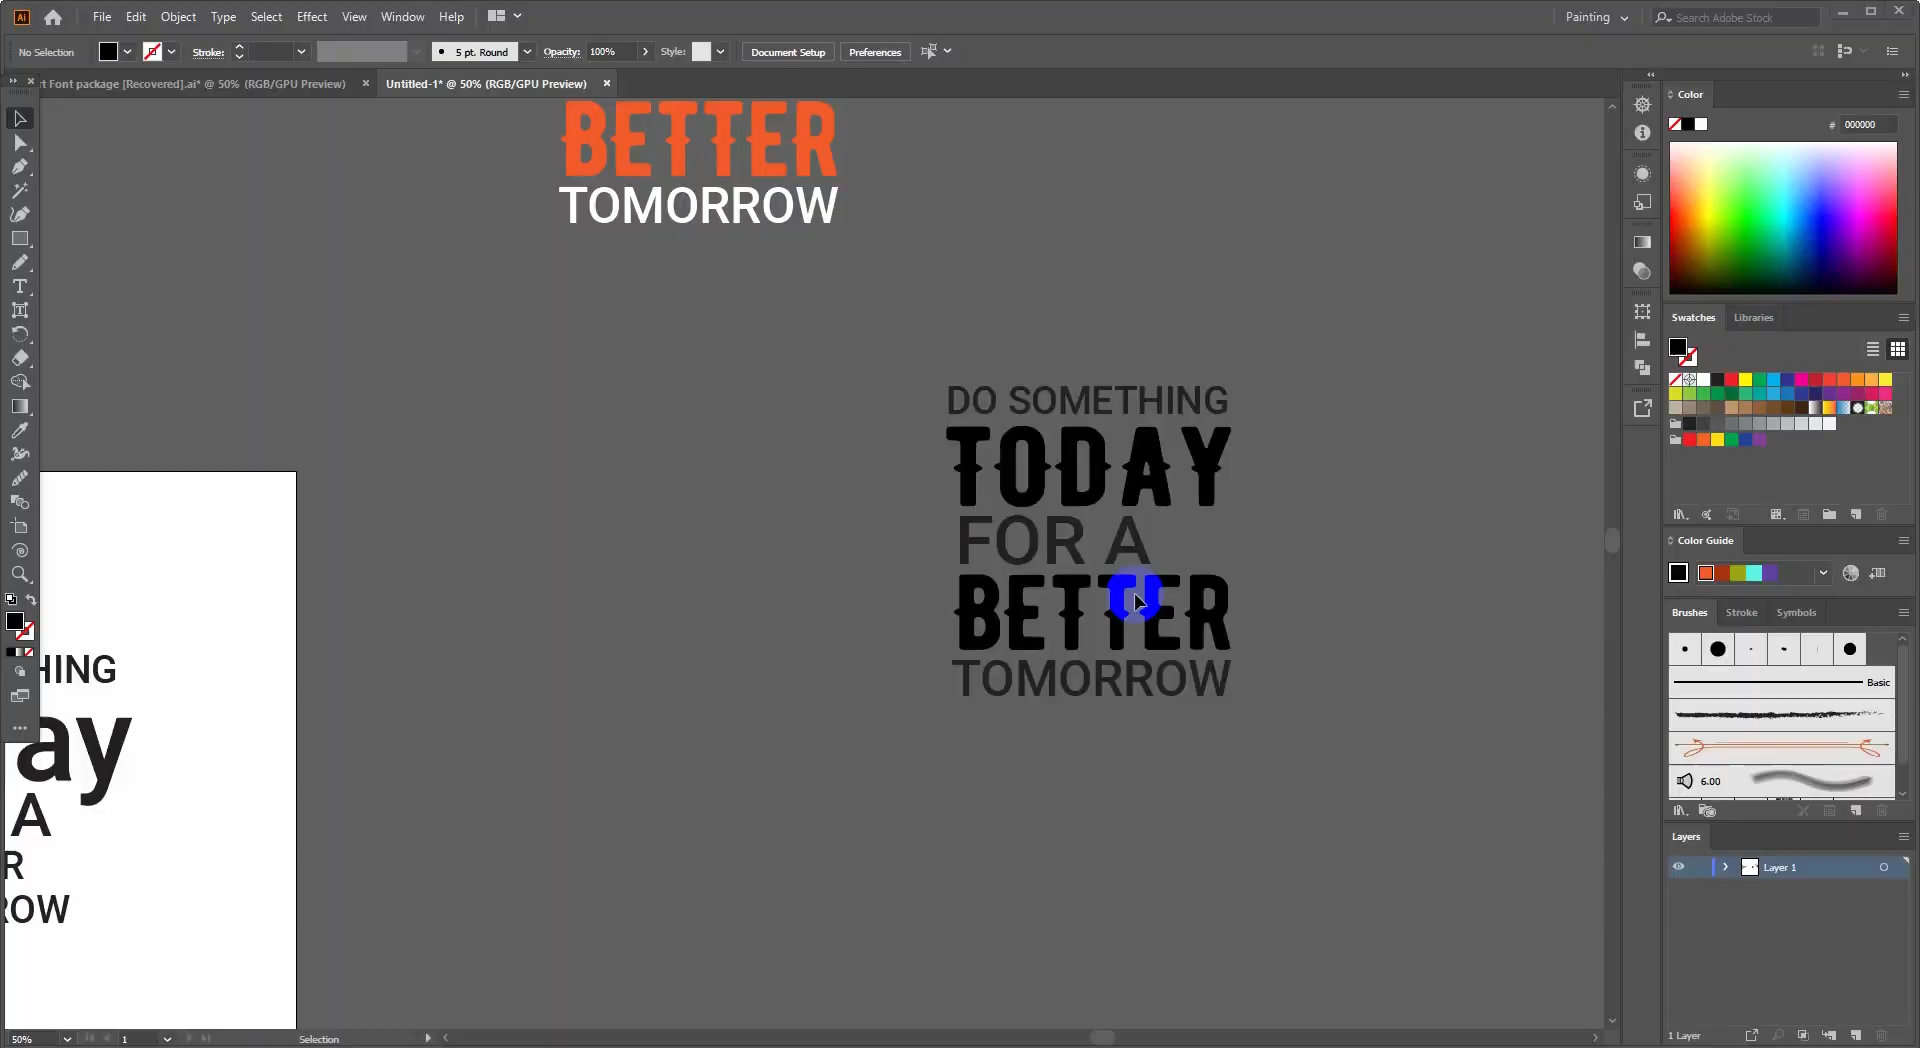 Ai File Edit Object Type Select Effect View Window Help Painting Search Adobe Stock
No Selection Stroke: 5 pt. Round Opacity: 100% Style: Document Setup Preferences
t Font package [Recovered].ai* @ 50% (RGB/GPU Preview) Untitled-1* @ 50% (RGB/GPU Preview)
BETTER
TOMORROW
DO SOMETHING
TODAY
FOR A
BETTER
TOMORROW
HING
ay
A
R
ROW
Color
# 000000
Swatches Libraries
Color Guide
Brushes Stroke Symbols
Basic
6.00
Layers
Layer 1
1 Layer
50% 1 Selection